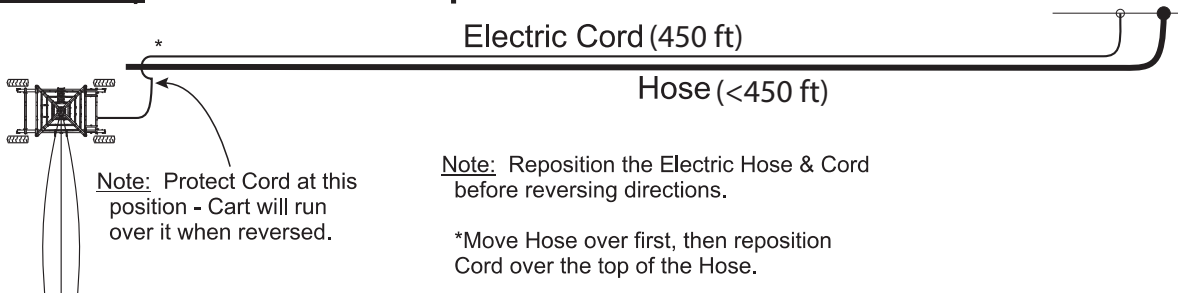 *
Electric Cord (450 ft)
Hose (<450 ft)
Note: Protect Cord at this
position - Cart will run
over it when reversed.
Note: Reposition the Electric Hose & Cord
before reversing directions.
*Move Hose over first, then reposition
Cord over the top of the Hose.